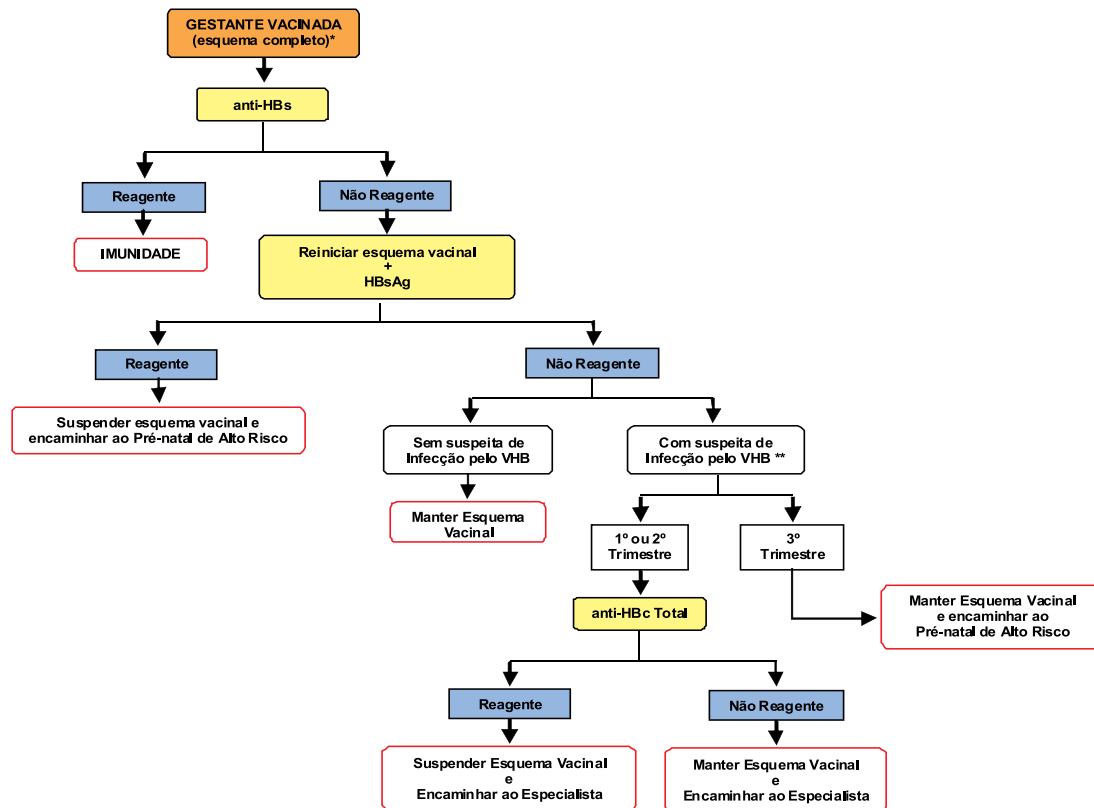 GESTANTE VACINADA
(esquema completo)*
anti-HBs
Reagente
Não Reagente
IMUNIDADE
Reiniciar esquema vacinal
+
HBsAg
Reagente
Não Reagente
Suspender esquema vacinal e
encaminhar ao Pré-natal de Alto Risco
Sem suspeita de
Infecção pelo VHB
Com suspeita de
Infecção pelo VHB **
Manter Esquema
Vacinal
1º ou 2º
Trimestre
3º
Trimestre
anti-HBc Total
Manter Esquema Vacinal
e encaminhar ao
Pré-natal de Alto Risco
Reagente
Não Reagente
Suspender Esquema Vacinal
e
Encaminhar ao Especialista
Manter Esquema Vacinal
e
Encaminhar ao Especialista